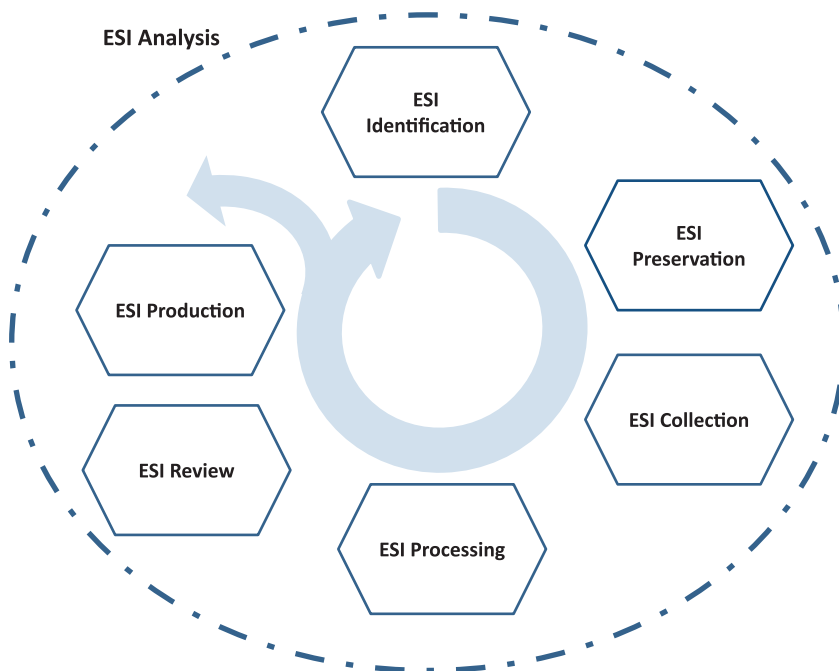 ESI Analysis
ESI
Identification
ESI
Preservation
ESI Collection
ESI Processing
ESI Review
ESI Production